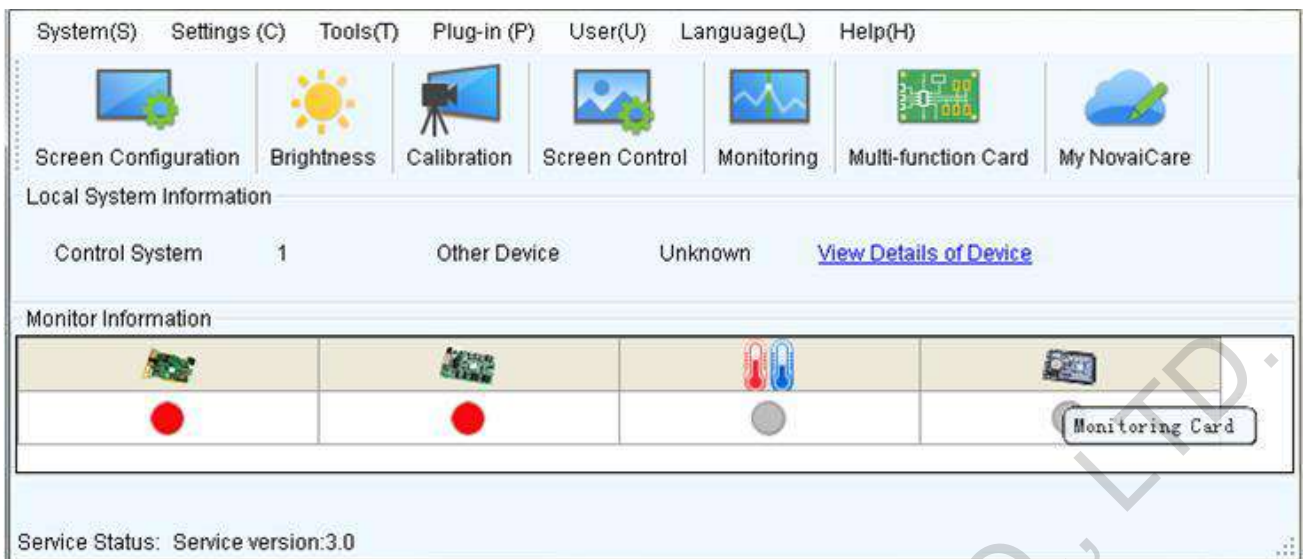 System(S) Settings (C) Tools(T) Plug-in (P) User(U) Language(L) Help(H)
Screen Configuration Brightness Calibration Screen Control Monitoring Multi-function Card My NovaiCare
Local System Information
Control System 1 Other Device Unknown View Details of Device
Monitor Information
Monitoring Card
, LTD.
Service Status: Service version:3.0